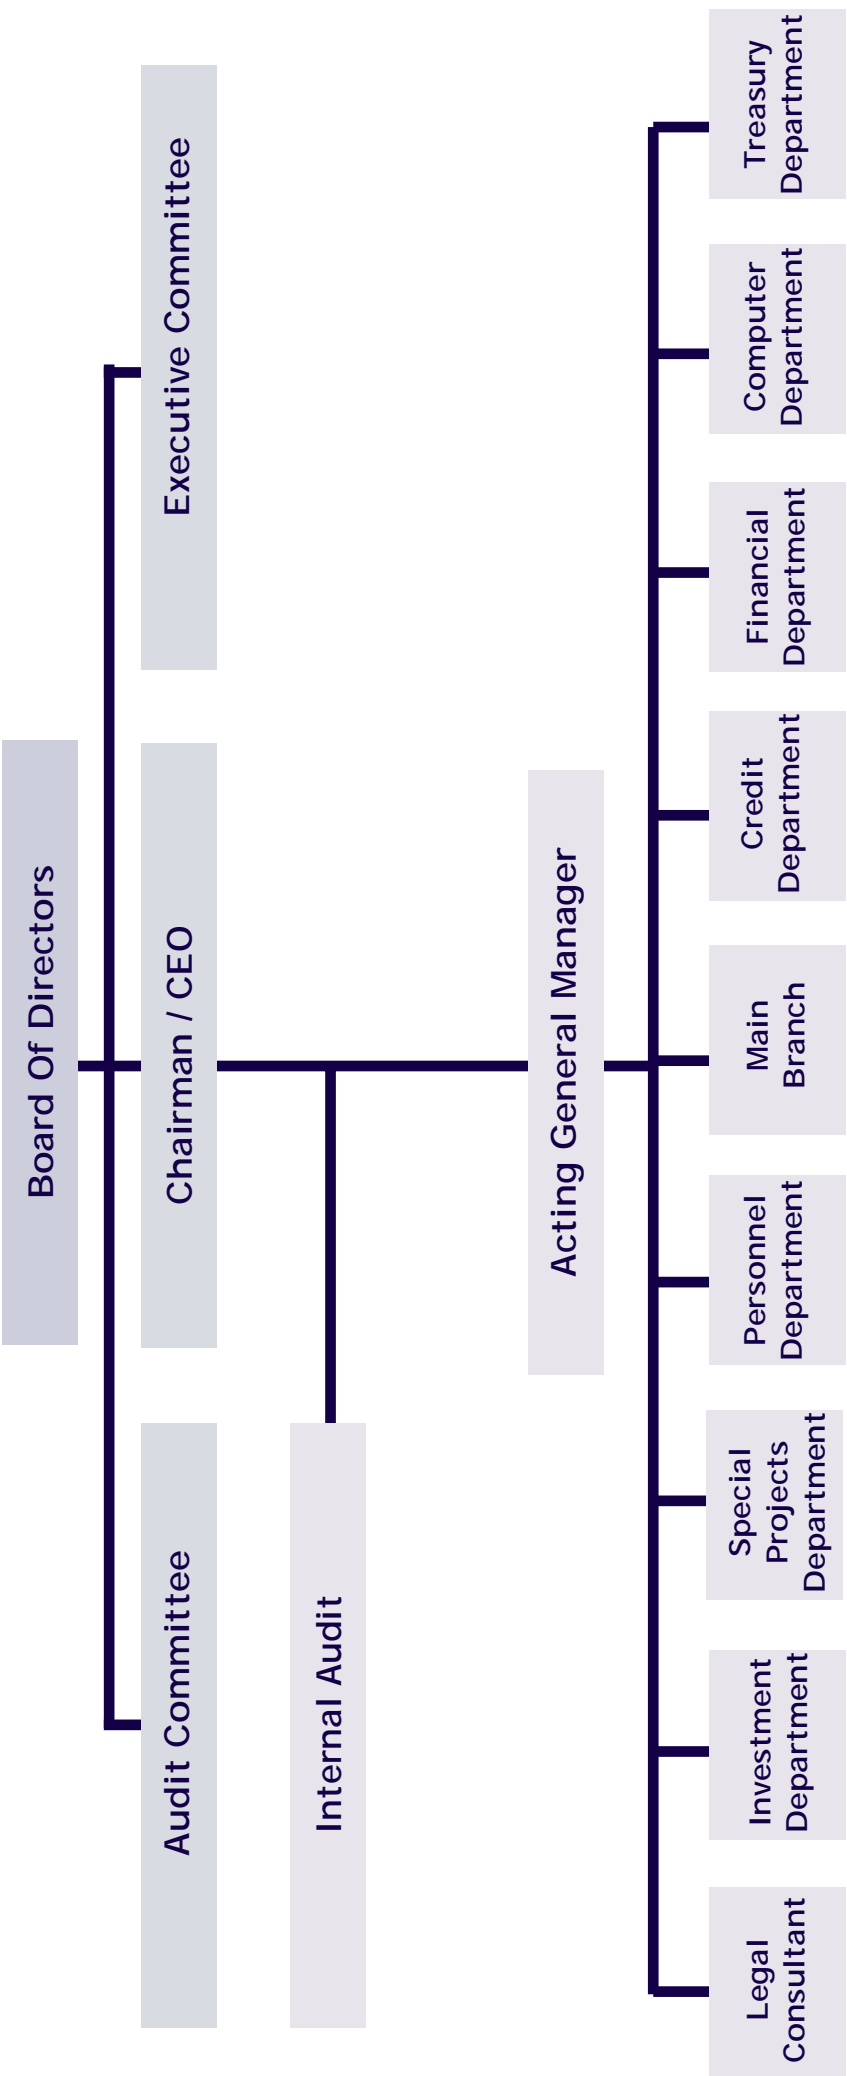 Board Of Directors
Audit Committee
Chairman / CEO
Executive Committee
Internal Audit
Acting General Manager
Legal
Consultant
Investment
Department
Special
Projects
Department
Personnel
Department
Main
Branch
Credit
Department
Financial
Department
Computer
Department
Treasury
Department